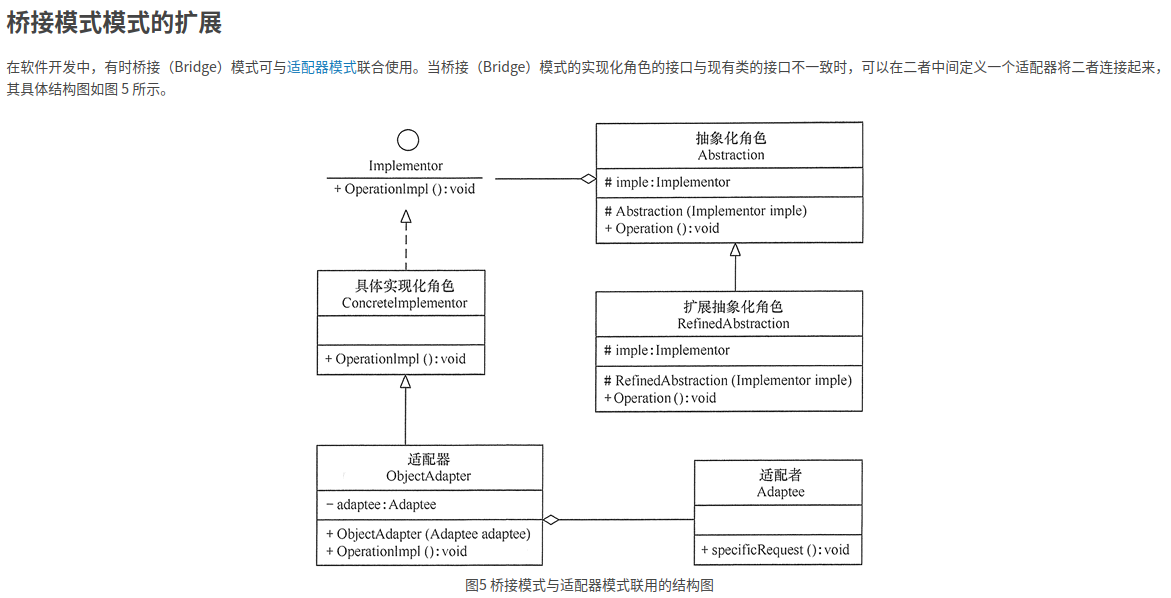 桥接模式模式的扩展
在软件开发中，有时桥接（Bridge）模式可与适配器模式联合使用。当桥接（Bridge）模式的实现化角色的接口与现有类的接口不一致时，可以在二者中间定义一个适配器将二者连接起来，
其具体结构图如图 5 所示。
Implementor
+ OperationImpl (): void
抽象化角色
Abstraction
# imple: Implementor
# Abstraction (Implementor imple)
+ Operation (): void
具体实现化角色
ConcreteImplementor
+ OperationImpl (): void
扩展抽象化角色
RefinedAbstraction
# imple: Implementor
# RefinedAbstraction (Implementor imple)
+ Operation (): void
适配器
ObjectAdapter
− adaptee: Adaptee
+ ObjectAdapter (Adaptee adaptee)
+ OperationImpl (): void
适配者
Adaptee
+ specificRequest (): void
图5 桥接模式与适配器模式联用的结构图